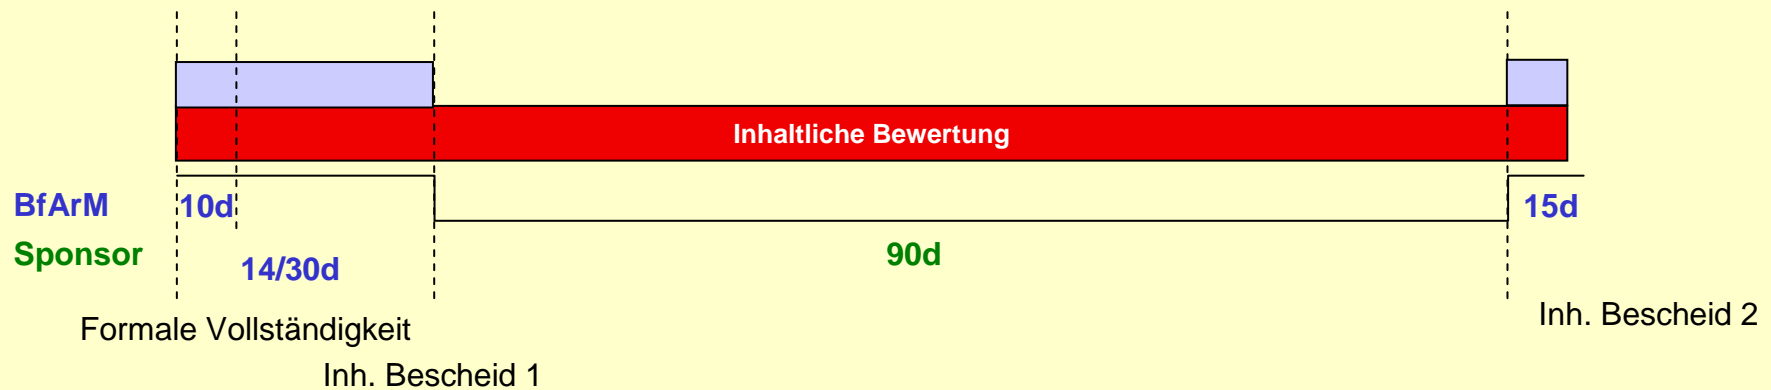 Inhaltliche Bewertung
BfArM 10d 15d
Sponsor 14/30d 90d
Formale Vollständigkeit
Inh. Bescheid 1
Inh. Bescheid 2